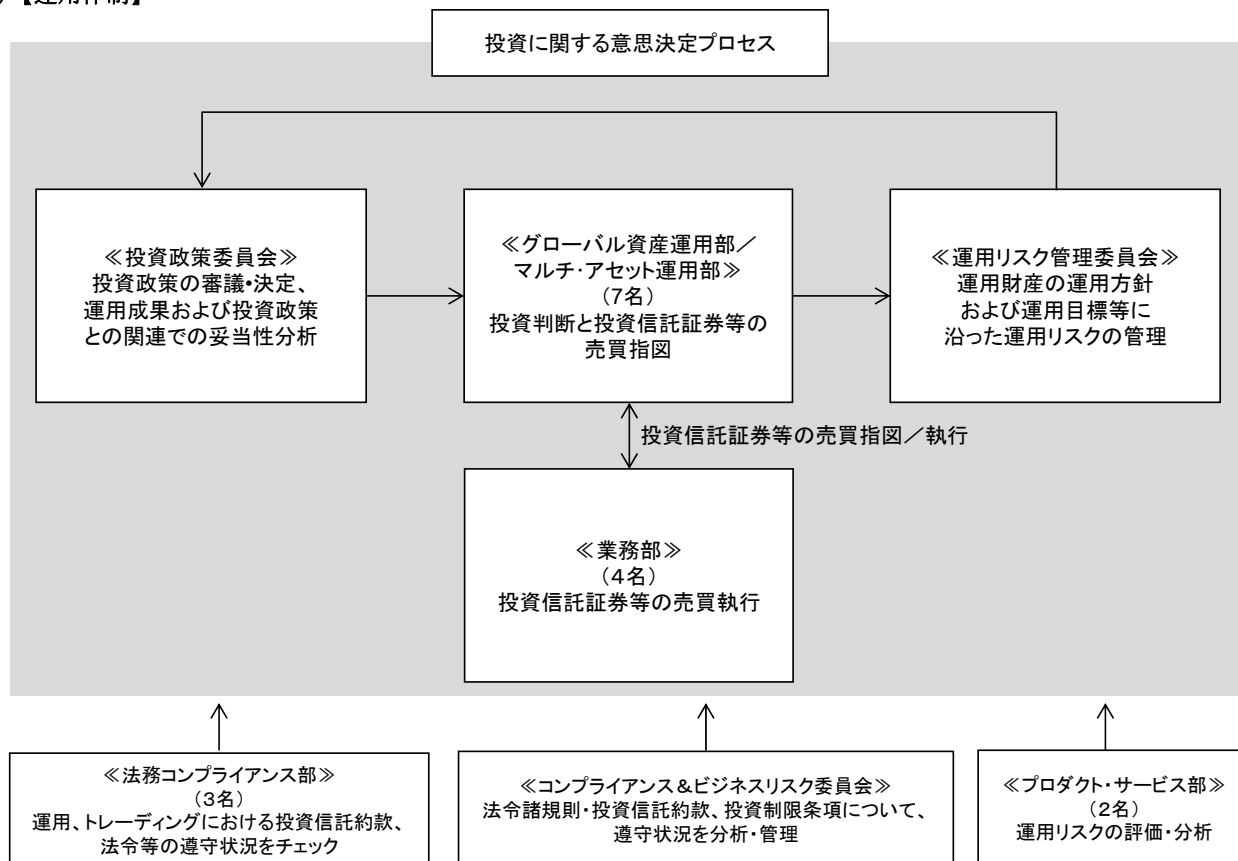 【運用体制】
投資に関する意思決定プロセス
≪投資政策委員会≫
投資政策の審議・決定、
運用成果および投資政策
との関連での妥当性分析
≪グローバル資産運用部／
マルチ・アセット運用部≫
（7名）
投資判断と投資信託証券等の
売買指図
≪運用リスク管理委員会≫
運用財産の運用方針
および運用目標等に
沿った運用リスクの管理
投資信託証券等の売買指図／執行
≪業務部≫
（4名）
投資信託証券等の売買執行
≪法務コンプライアンス部≫
（3名）
運用、トレーディングにおける投資信託約款、
法令等の遵守状況をチェック
≪コンプライアンス＆ビジネスリスク委員会≫
法令諸規則・投資信託約款、投資制限条項について、
遵守状況を分析・管理
≪プロダクト・サービス部≫
（2名）
運用リスクの評価・分析